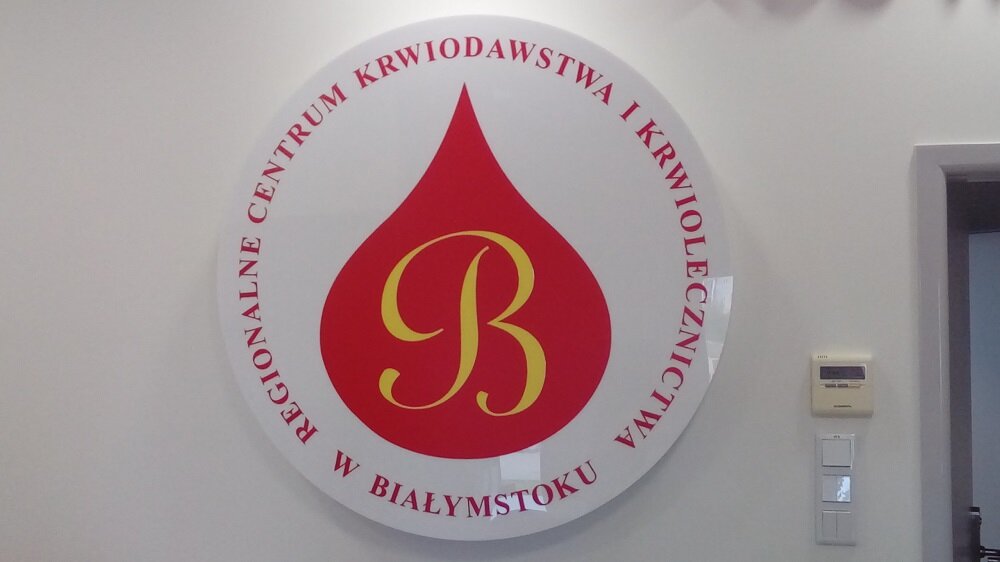 REGIONALNE CENTRUM KRWIODAWSTWA I KRWIOLECZNICTWA
W BIAŁYMSTOKU
B